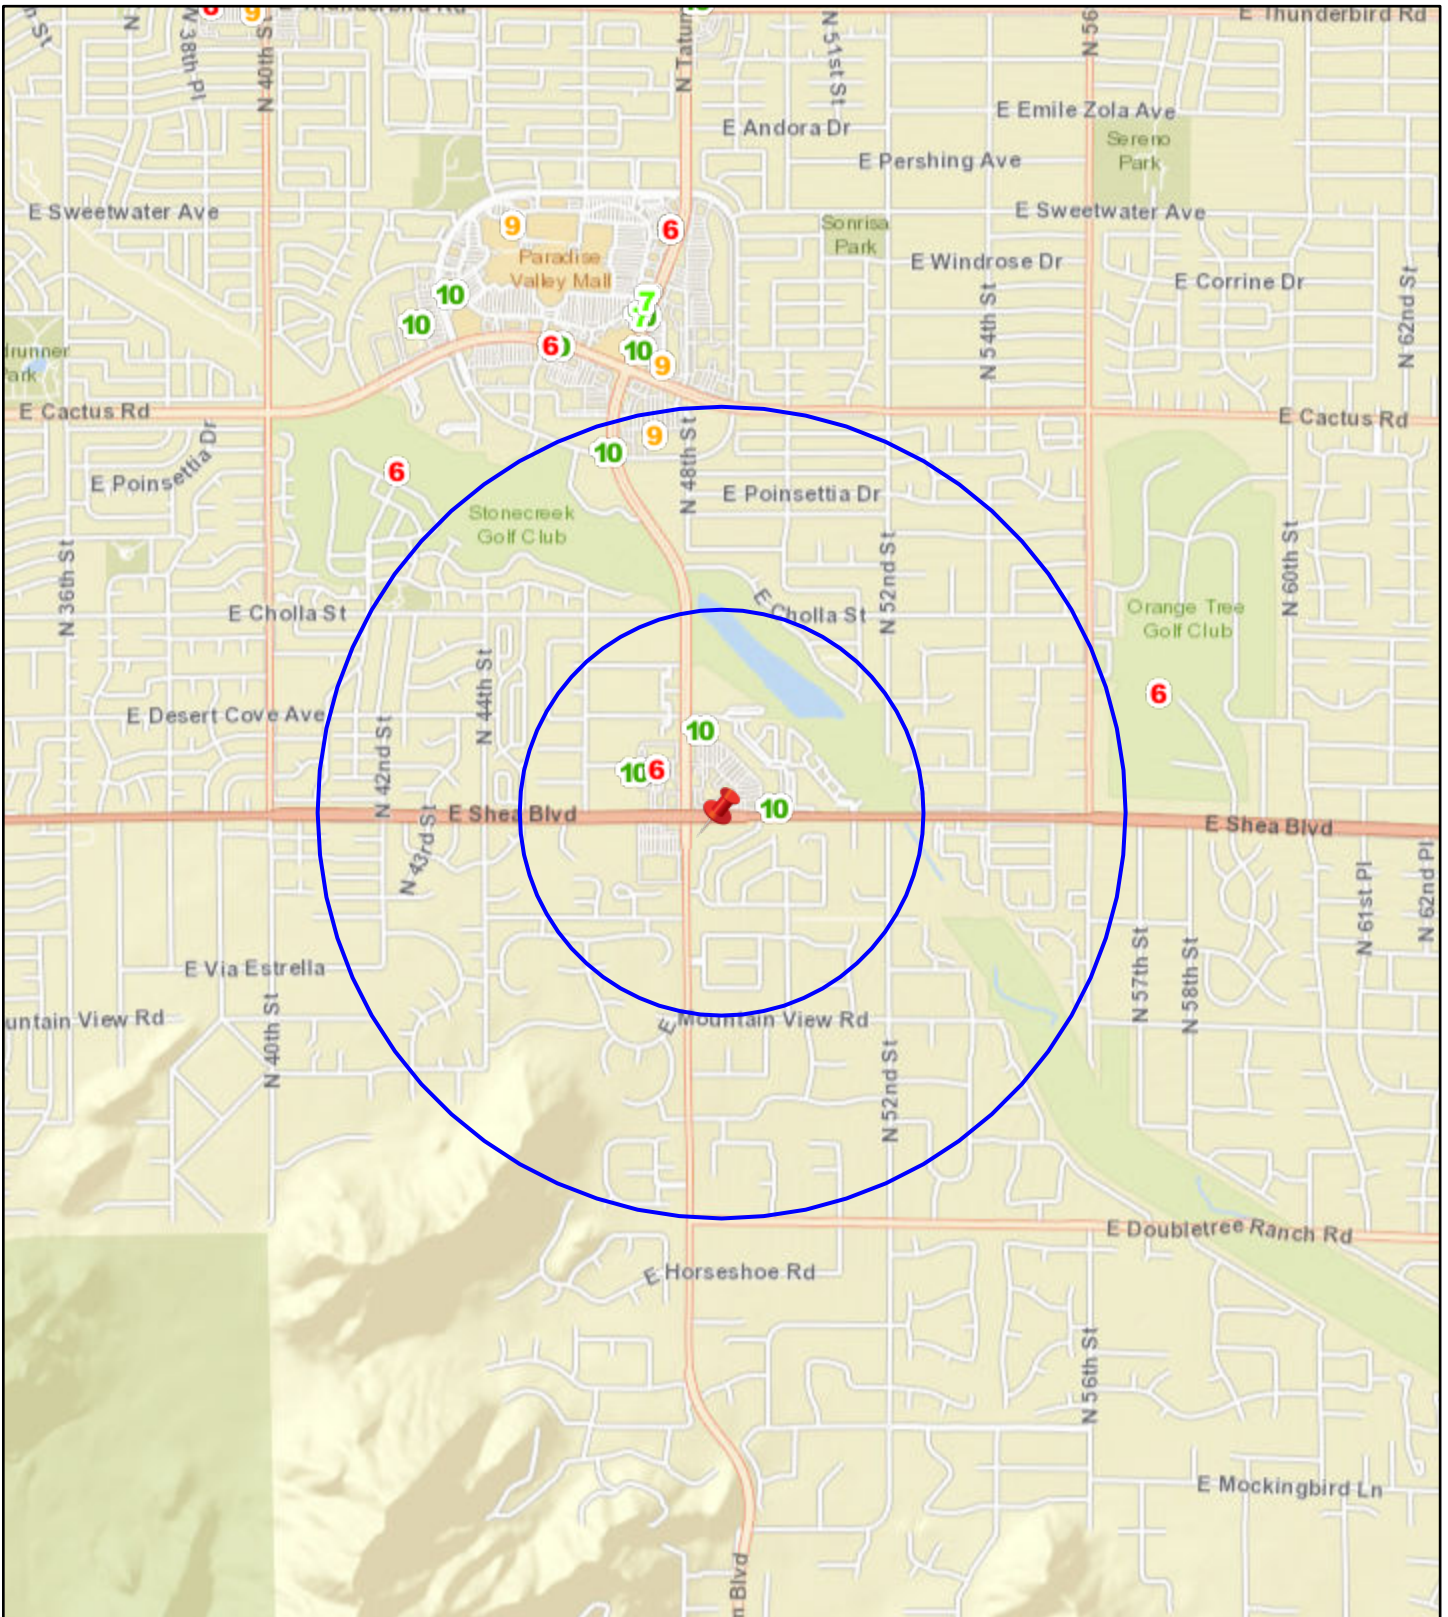 E Thunderbird Rd
E Thunderbird Rd
N 38th Pl
N 40th St
N Tatum
N 51st St
N 56
E Emile Zola Ave
E Andora Dr
Sereno
Park
E Pershing Ave
E Sweetwater Ave
E Sweetwater Ave
9
6
Sonrisa
Park
Paradise
Valley Mall
E Windrose Dr
E Corrine Dr
10
7
7
10
N 54th St
N 62nd St
6
10
9
E Cactus Rd
E Cactus Rd
E Cactus Rd
9
10
N 48th St
6
E Poinsettia Dr
E Poinsettia Dr
Stonecreek
Golf Club
N 36th St
N 52nd St
N 60th St
E Cholla St
E Cholla St
Orange Tree
Golf Club
N 44th St
6
E Desert Cove Ave
N 42nd St
10
10
6
10
E Shea Blvd
E Shea Blvd
N 43rd St
N 61st Pl
N 62nd Pl
E Via Estrella
N 57th St
N 58th St
untain View Rd
E Mountain View Rd
N 40th St
N 52nd St
E Doubletree Ranch Rd
E Horseshoe Rd
N 56th St
E Mockingbird Ln
n Blvd